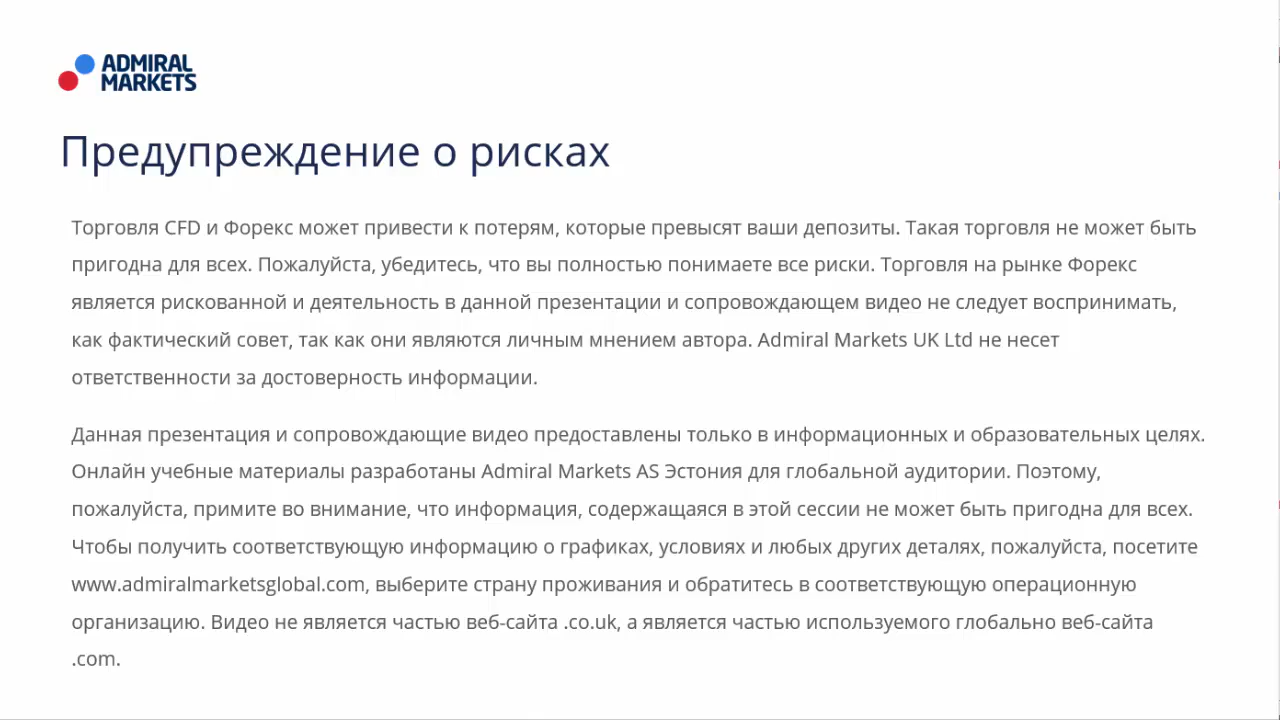 ADMIRAL
MARKETS
Предупреждение о рисках
Торговля CFD и Форекс может привести к потерям, которые превысят ваши депозиты. Такая торговля не может быть
пригодна для всех. Пожалуйста, убедитесь, что вы полностью понимаете все риски. Торговля на рынке Форекс
является рискованной и деятельность в данной презентации и сопровождающем видео не следует воспринимать,
как фактический совет, так как они являются личным мнением автора. Admiral Markets UK Ltd не несет
ответственности за достоверность информации.
Данная презентация и сопровождающие видео предоставлены только в информационных и образовательных целях.
Онлайн учебные материалы разработаны Admiral Markets AS Эстония для глобальной аудитории. Поэтому,
пожалуйста, примите во внимание, что информация, содержащаяся в этой сессии не может быть пригодна для всех.
Чтобы получить соответствующую информацию о графиках, условиях и любых других деталях, пожалуйста, посетите
www.admiralmarketsglobal.com, выберите страну проживания и обратитесь в соответствующую операционную
организацию. Видео не является частью веб-сайта .co.uk, а является частью используемого глобально веб-сайта
.com.